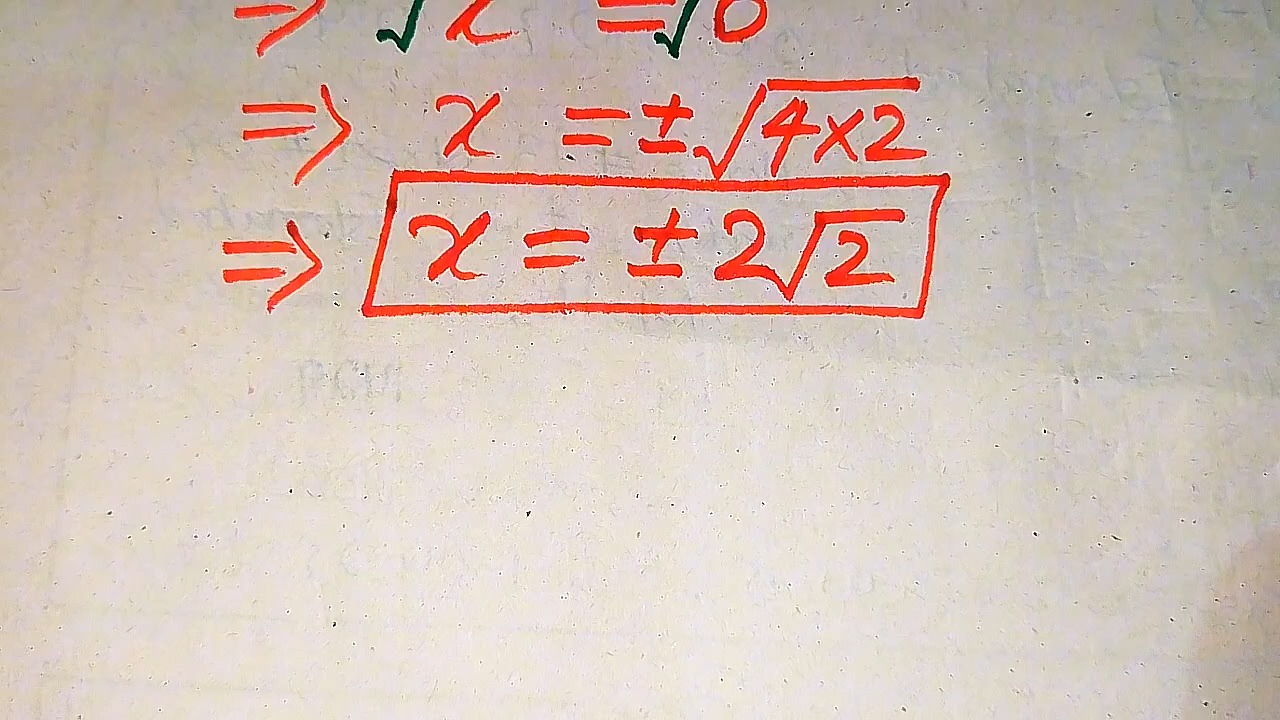 => x = ±√4×2
=> x = ±2√2